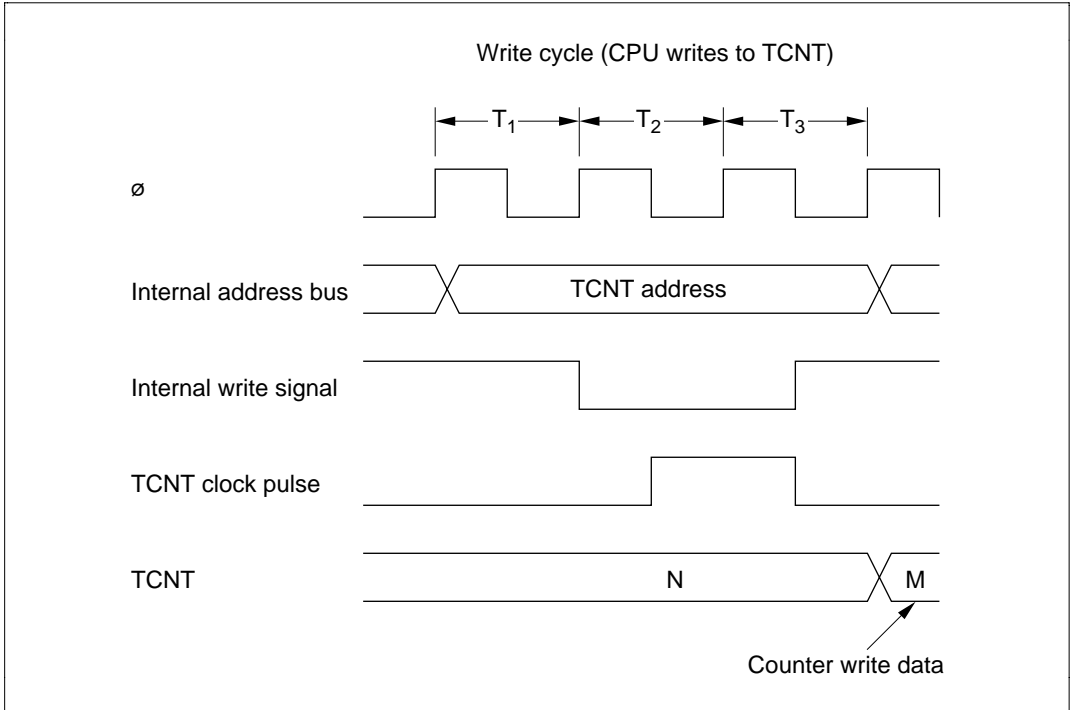 Write cycle (CPU writes to TCNT)
T1 T2 T3
ø
Internal address bus TCNT address
Internal write signal
TCNT clock pulse
TCNT N M
Counter write data